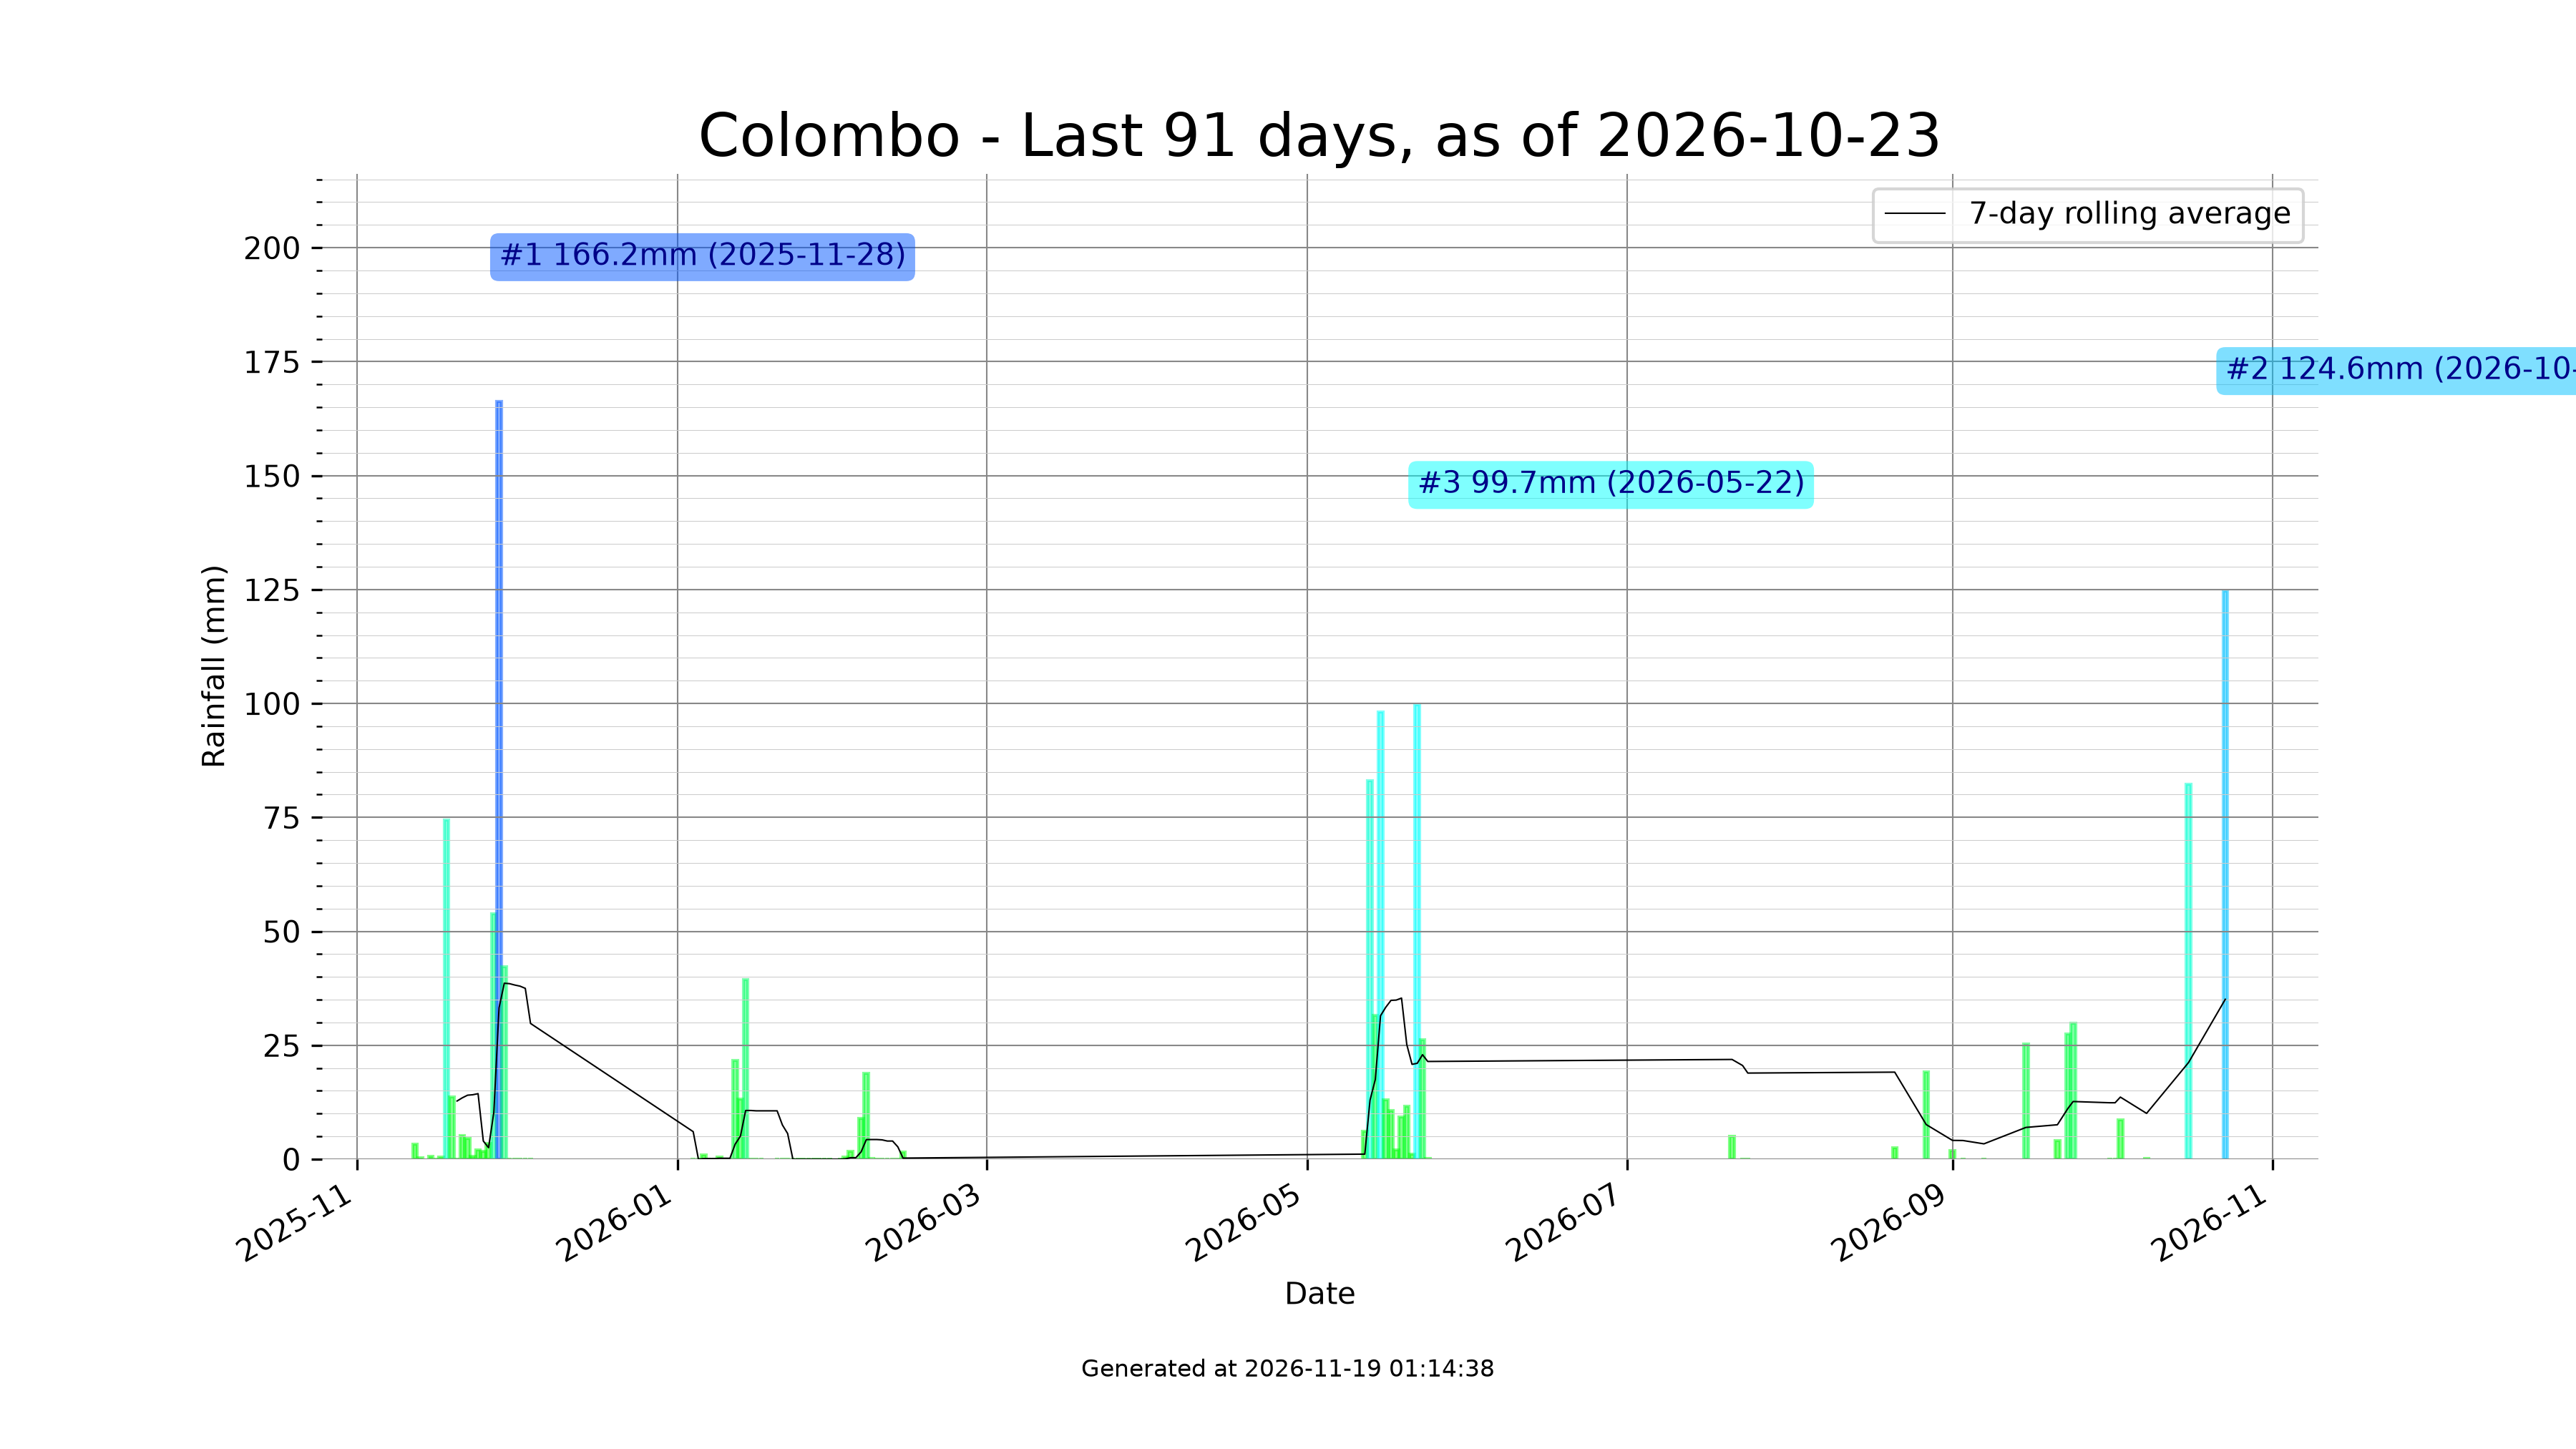 Colombo - Last 91 days, as of 2026-10-23
7-day rolling average
#1 166.2mm (2025-11-28)
#2 124.6mm (2026-10-
#3 99.7mm (2026-05-22)
Rainfall (mm)
200
175
150
125
100
75
50
25
0
2025-11
2026-01
2026-03
2026-05
2026-07
2026-09
2026-11
Date
Generated at 2026-11-19 01:14:38